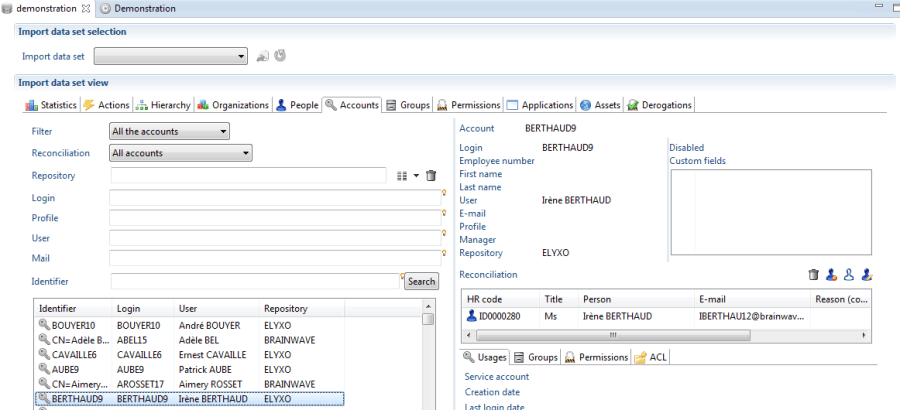 demonstration Demonstration
Import data set selection
Import data set
Import data set view
Statistics Actions Hierarchy Organizations People Accounts Groups Permissions Applications Assets Derogations
Filter All the accounts
Reconciliation All accounts
Repository
Login
Profile
User
Mail
Identifier Search
Identifier Login User Repository
BOUYER10 BOUYER10 André BOUYER ELYXO
CN=Adèle B... ABEL15 Adèle BEL BRAINWAVE
CAVAILLE6 CAVAILLE6 Ernest CAVAILLE ELYXO
AUBE9 AUBE9 Patrick AUBE ELYXO
CN=Aimery... AROSSET17 Aimery ROSSET BRAINWAVE
BERTHAUD9 BERTHAUD9 Irène BERTHAUD ELYXO
Account BERTHAUD9
Login BERTHAUD9 Disabled
Employee number Custom fields
First name
Last name
User Irène BERTHAUD
E-mail
Profile
Manager
Repository ELYXO
Reconciliation
HR code Title Person E-mail Reason (co...
ID0000280 Ms Irène BERTHAUD IBERTHAU12@brainwav...
Usages Groups Permissions ACL
Service account
Creation date
Last login date